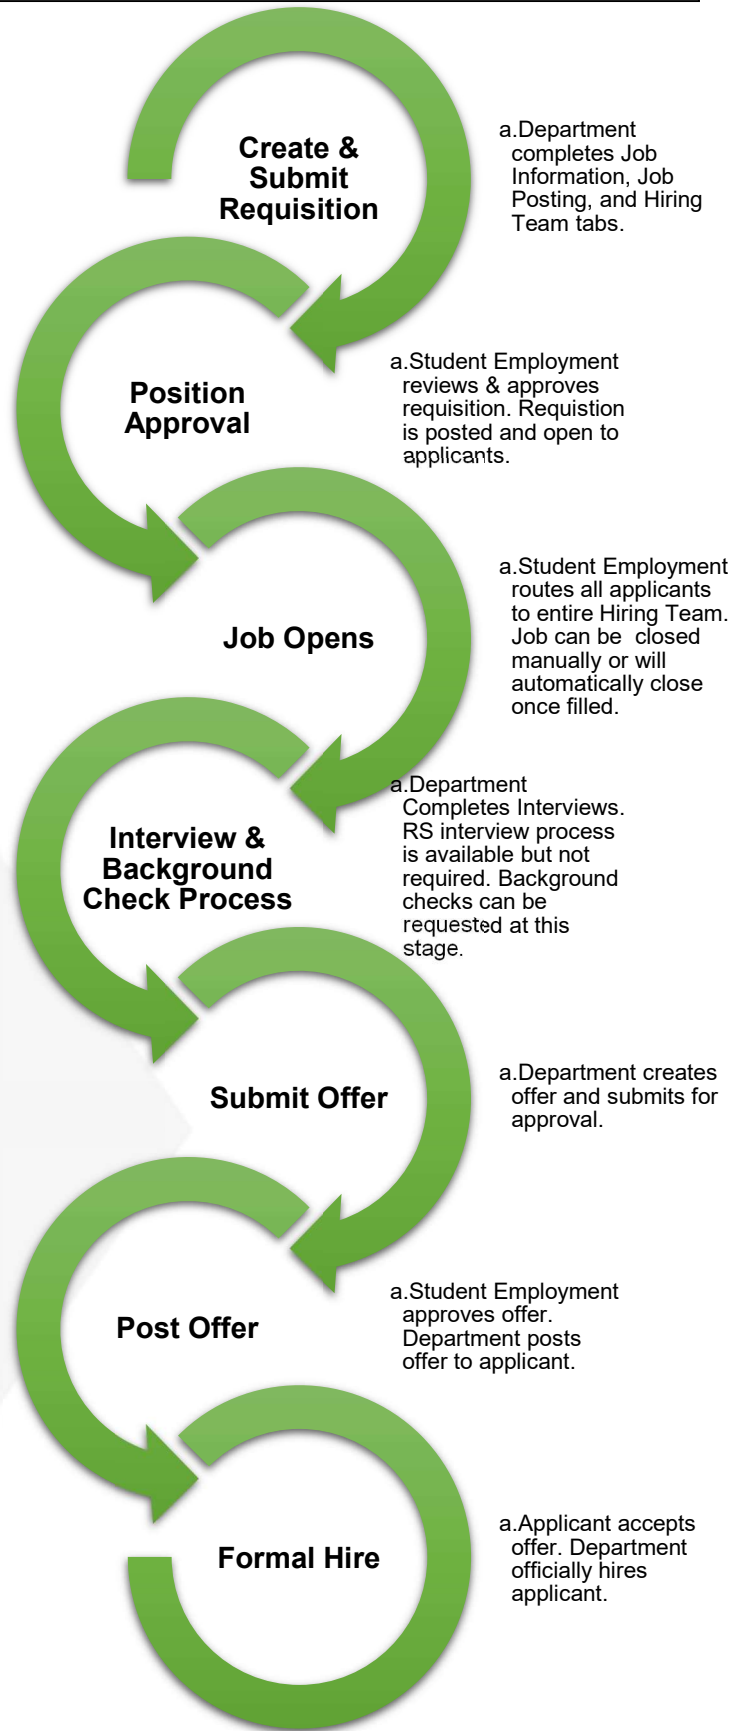 Create &
Submit
Requisition
a.Department
completes Job
Information, Job
Posting, and Hiring
Team tabs.
Position
Approval
a.Student Employment
reviews & approves
requisition. Requistion
is posted and open to
applicants.
Job Opens
a.Student Employment
routes all applicants
to entire Hiring Team.
Job can be closed
manually or will
automatically close
once filled.
Interview &
Background
Check Process
a.Department
Completes Interviews.
RS interview process
is available but not
required. Background
checks can be
requested at this
stage.
Submit Offer
a.Department creates
offer and submits for
approval.
Post Offer
a.Student Employment
approves offer.
Department posts
offer to applicant.
Formal Hire
a.Applicant accepts
offer. Department
officially hires
applicant.